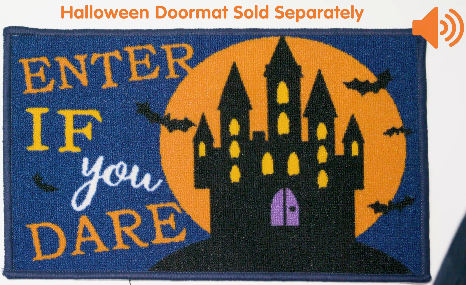 Halloween Doormat Sold Separately
ENTER
IF
you
DARE